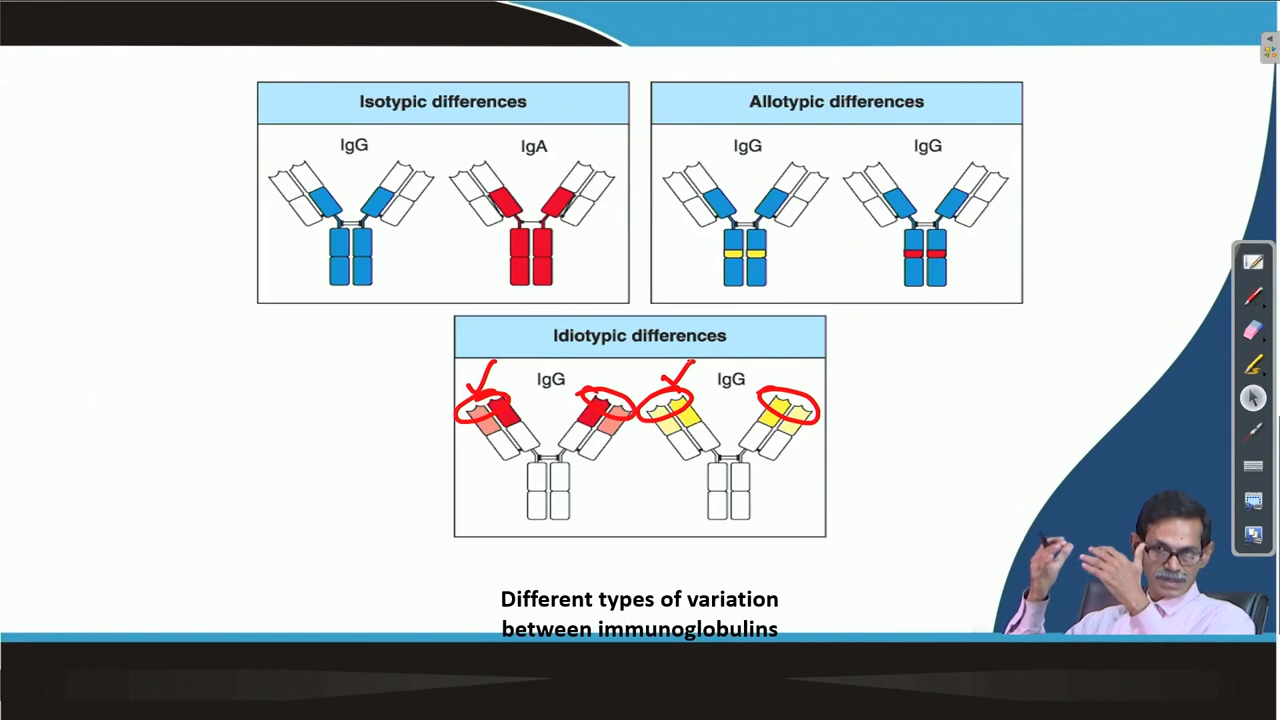 Isotypic differences
IgG IgA
Allotypic differences
IgG IgG
Idiotypic differences
IgG IgG
Different types of variation
between immunoglobulins